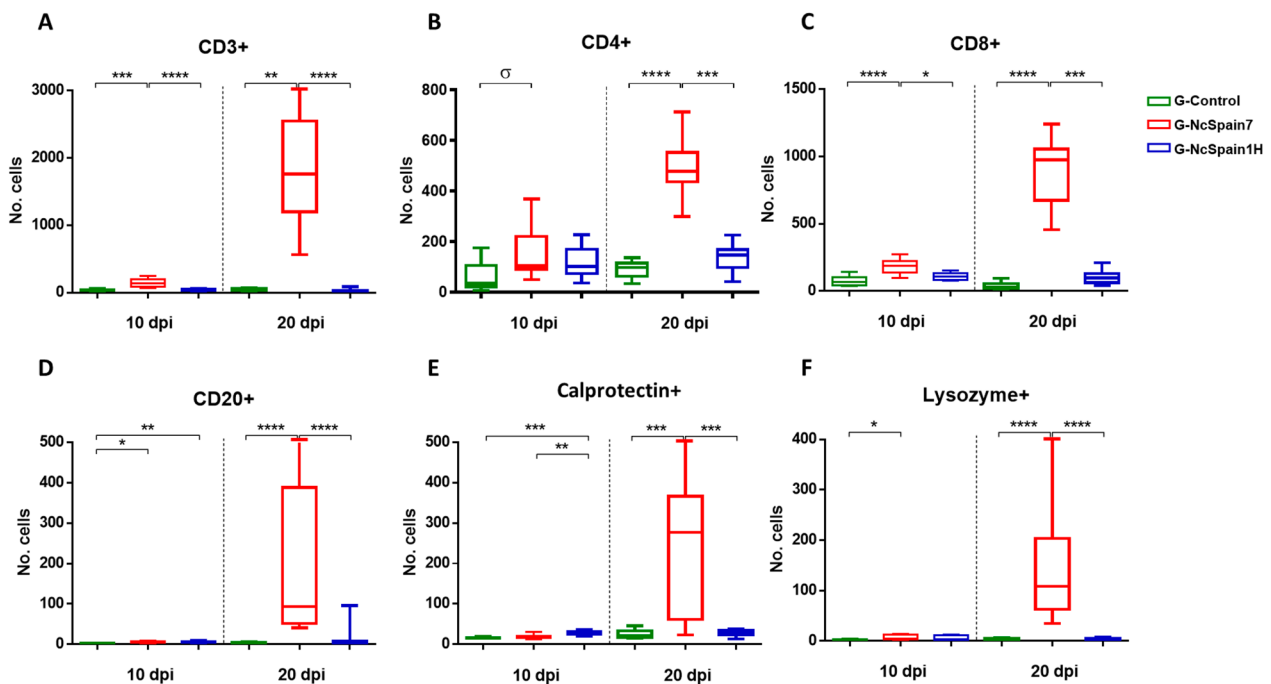 A
CD3+
*** **** ** ****
No. cells
3000
2000
1000
0
10 dpi 20 dpi
B
CD4+
σ **** ***
No. cells
800
600
400
200
0
10 dpi 20 dpi
C
CD8+
**** * **** ***
No. cells
1500
1000
500
0
10 dpi 20 dpi
G-Control
G-NcSpain7
G-NcSpain1H
D
CD20+
** **** ****
*
No. cells
500
400
300
200
100
0
10 dpi 20 dpi
E
Calprotectin+
*** *** ***
**
No. cells
500
400
300
200
100
0
10 dpi 20 dpi
F
Lysozyme+
* **** ****
No. cells
400
300
200
100
0
10 dpi 20 dpi